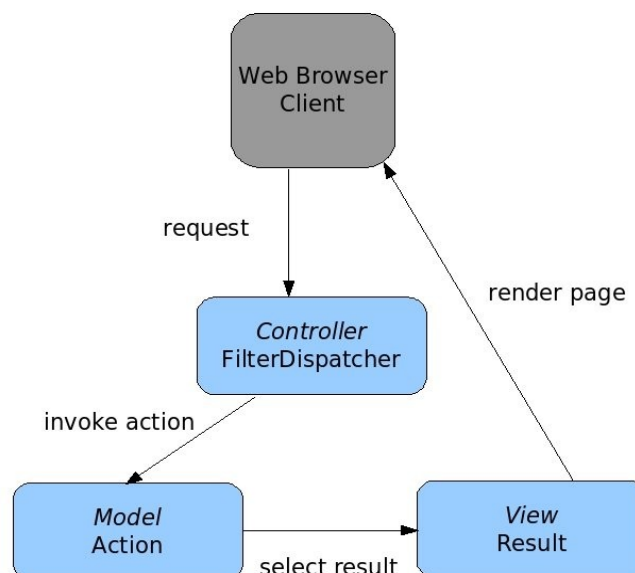 Web Browser
Client
request
render page
Controller
FilterDispatcher
invoke action
Model
Action
select result
View
Result